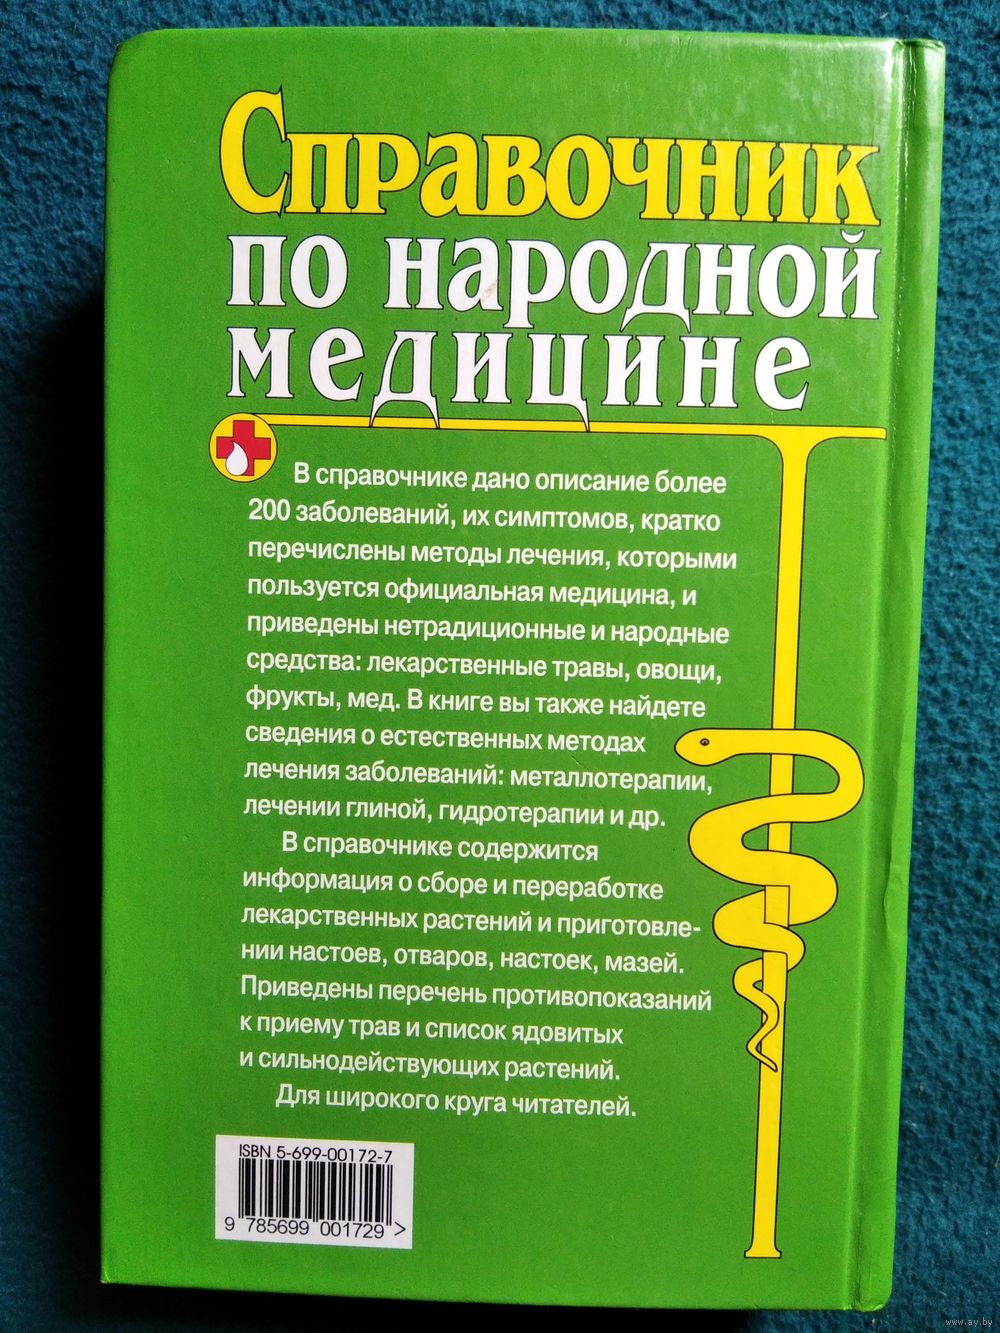 Справочник
по народной
медицине
В справочнике дано описание более
200 заболеваний, их симптомов, кратко
перечислены методы лечения, которыми
пользуется официальная медицина, и
приведены нетрадиционные и народные
средства: лекарственные травы, овощи,
фрукты, мед. В книге вы также найдете
сведения о естественных методах
лечения заболеваний: металлотерапии,
лечении глиной, гидротерапии и др.
В справочнике содержится
информация о сборе и переработке
лекарственных растений и приготовле-
нии настоев, отваров, настоек, мазей.
Приведены перечень противопоказаний
к приему трав и список ядовитых
и сильнодействующих растений.
Для широкого круга читателей.
ISBN 5-699-00172-7
9 785699 001729 >
www.ay.by